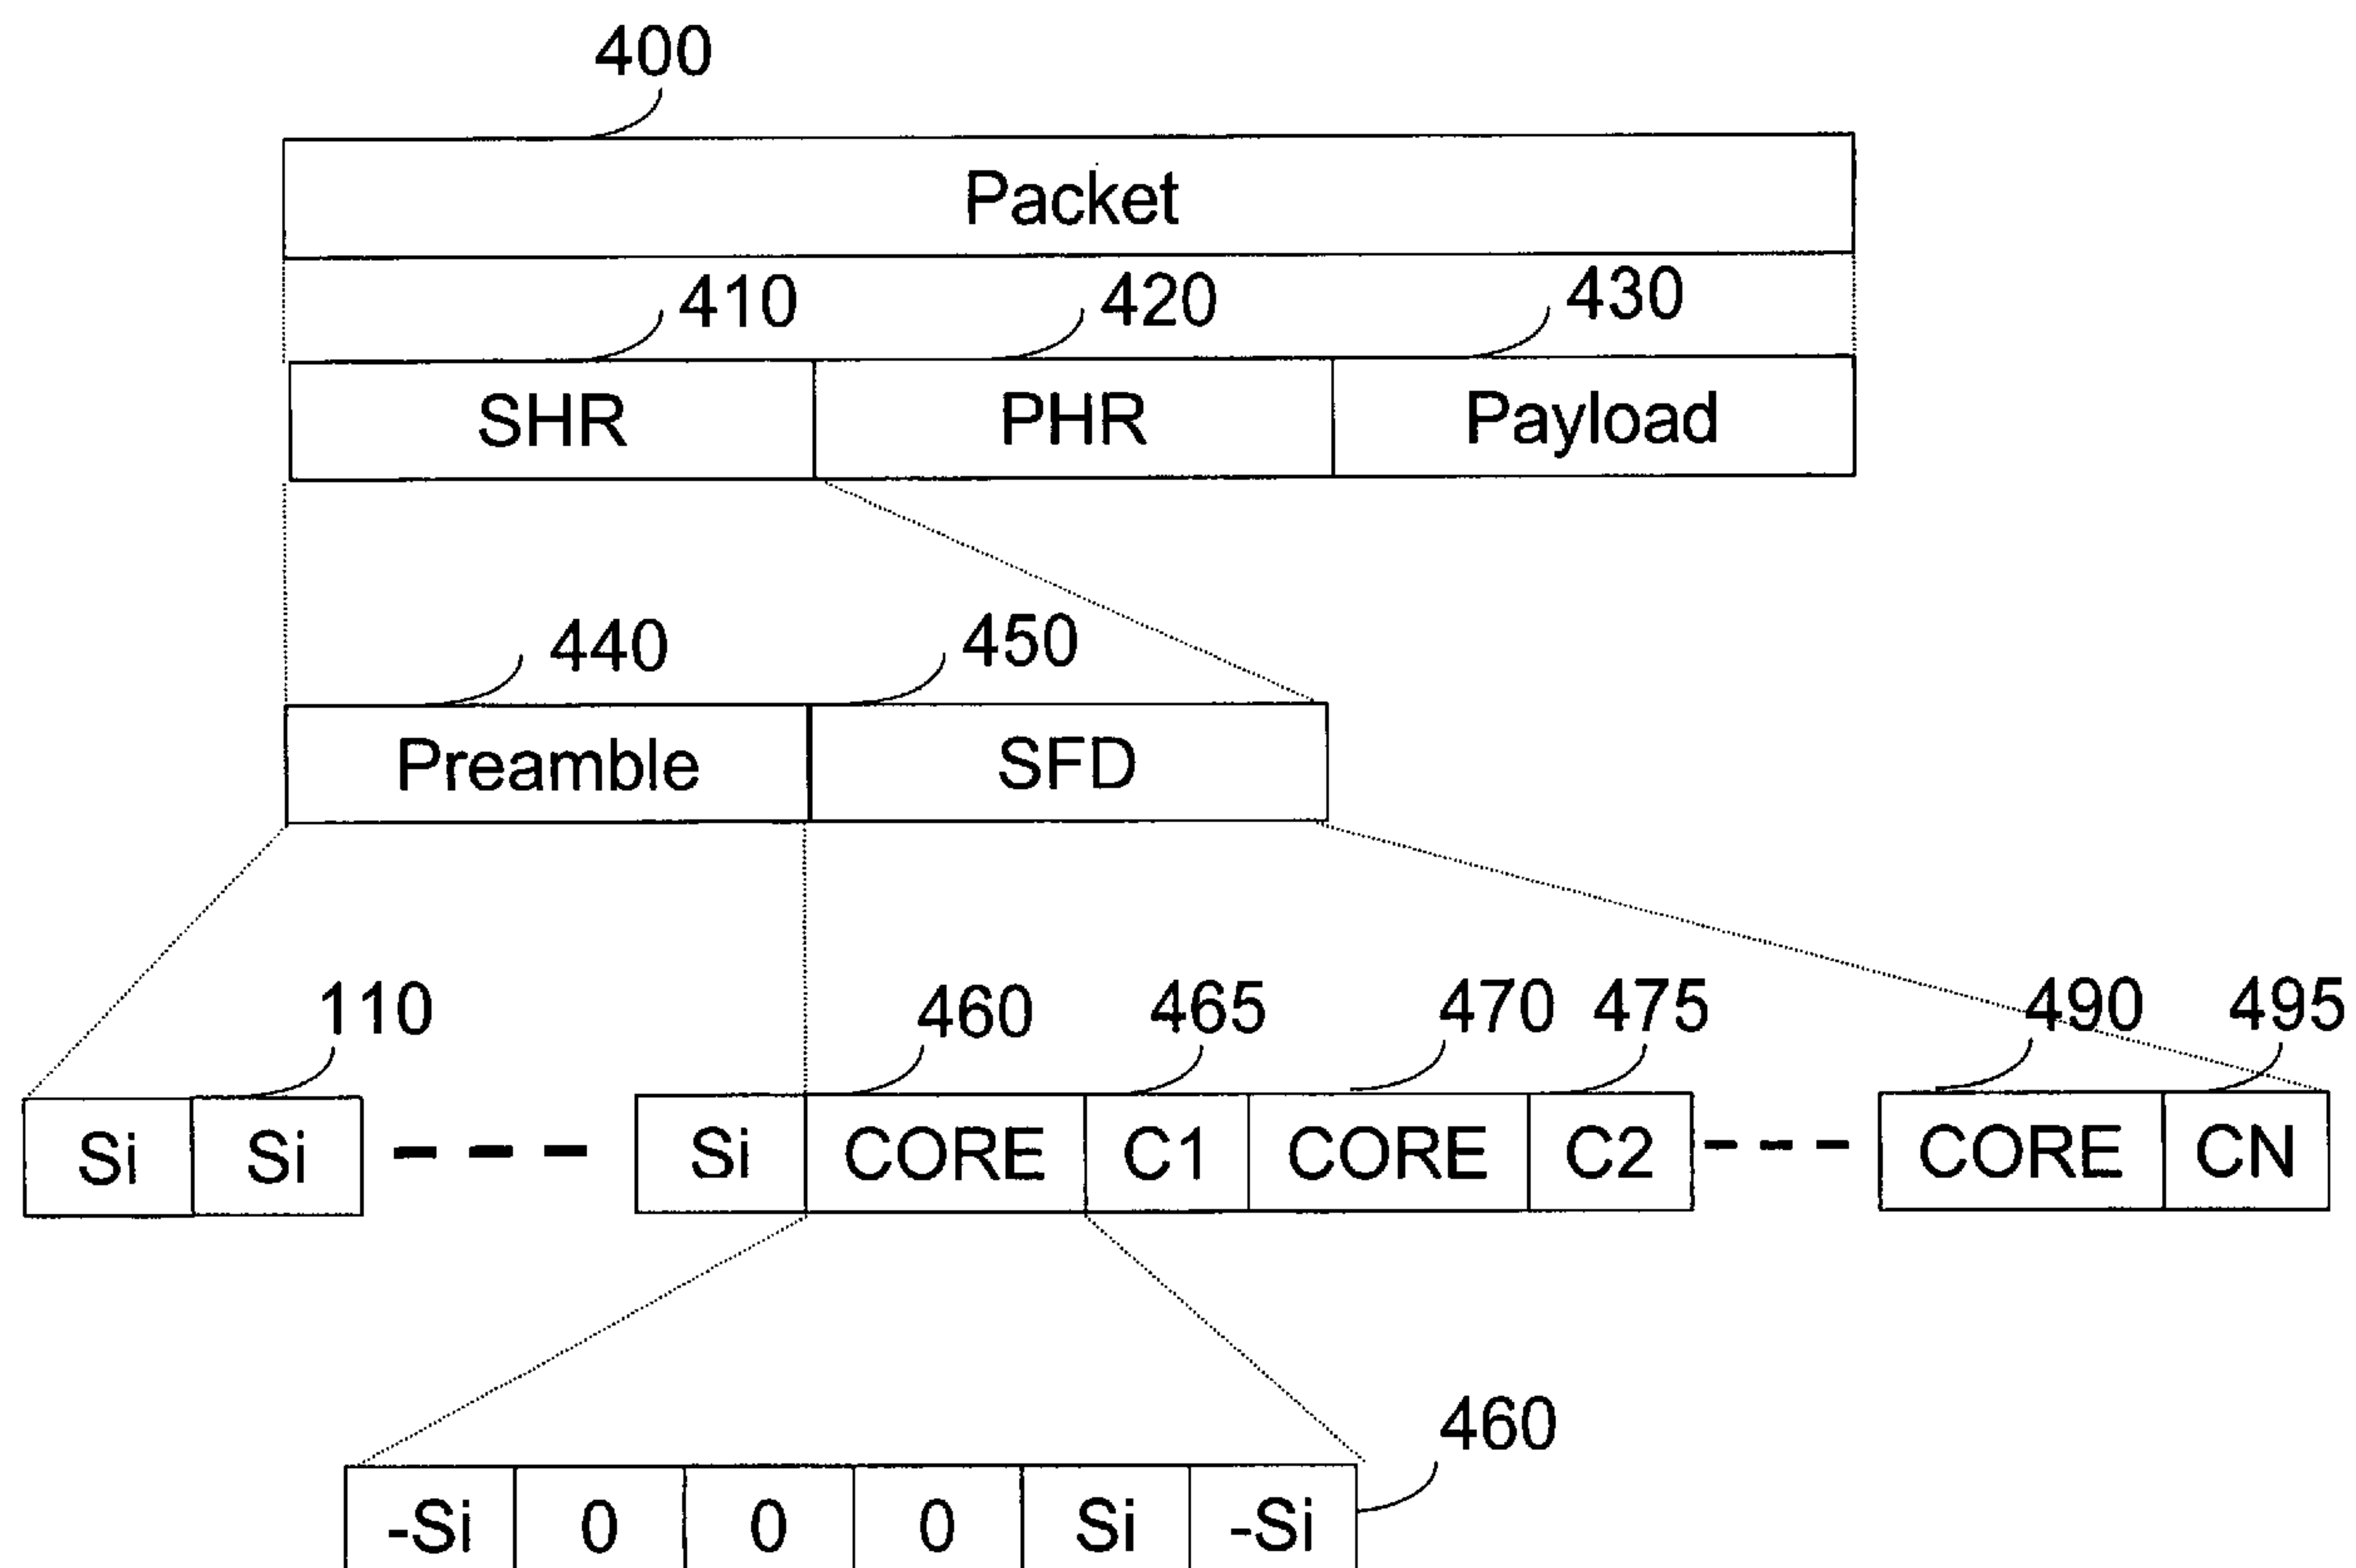 400
Packet
410 420 430
SHR PHR Payload
440 450
Preamble SFD
110 460 465 470 475 490 495
Si Si --- Si CORE C1 CORE C2 --- CORE CN
460
-Si 0 0 0 Si -Si